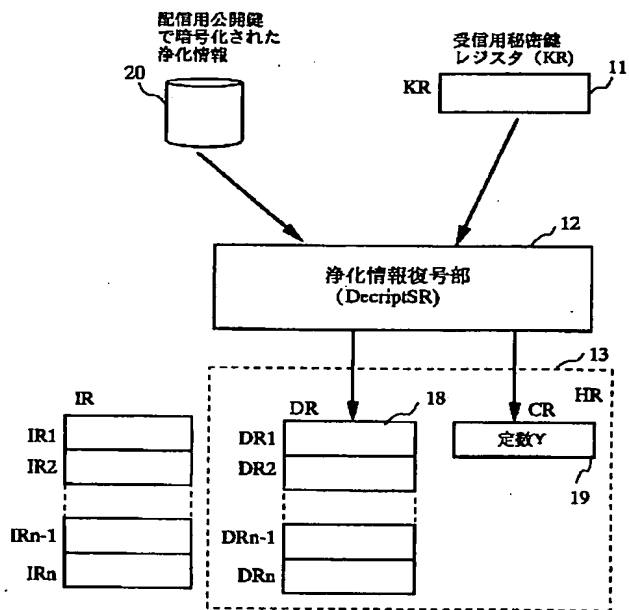 配信用公開鍵
で暗号化された
浄化情報
20
受信用秘密鍵
レジスタ（KR）
KR
11
12
浄化情報復号部
(DecriptSR)
13
HR
IR
IR1
IR2
IRn-1
IRn
DR
18
DR1
DR2
DRn-1
DRn
CR
定数Y
19